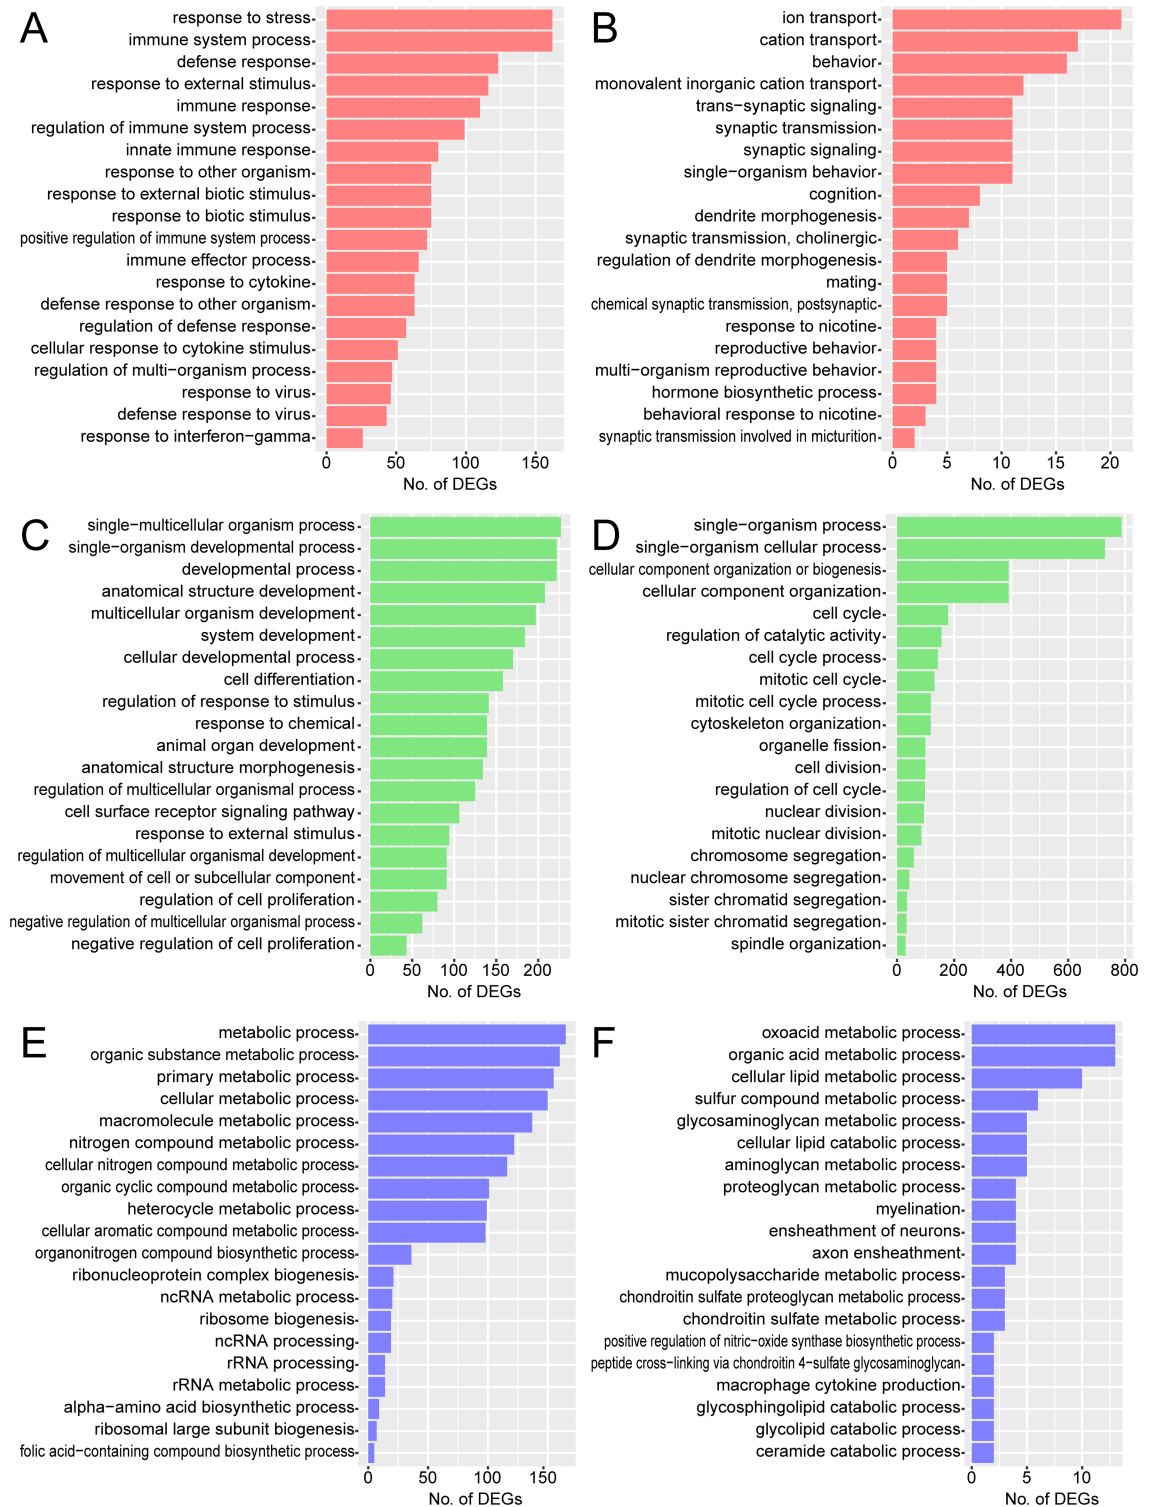 A
response to stress
immune system process
defense response
response to external stimulus
immune response
regulation of immune system process
innate immune response
response to other organism
response to external biotic stimulus
response to biotic stimulus
positive regulation of immune system process
immune effector process
response to cytokine
defense response to other organism
regulation of defense response
cellular response to cytokine stimulus
regulation of multi−organism process
response to virus
defense response to virus
response to interferon−gamma
0 50 100 150
No. of DEGs
B
ion transport
cation transport
behavior
monovalent inorganic cation transport
trans−synaptic signaling
synaptic transmission
synaptic signaling
single−organism behavior
cognition
dendrite morphogenesis
synaptic transmission, cholinergic
regulation of dendrite morphogenesis
mating
chemical synaptic transmission, postsynaptic
response to nicotine
reproductive behavior
multi−organism reproductive behavior
hormone biosynthetic process
behavioral response to nicotine
synaptic transmission involved in micturition
0 5 10 15 20
No. of DEGs
C
single−multicellular organism process
single−organism developmental process
developmental process
anatomical structure development
multicellular organism development
system development
cellular developmental process
cell differentiation
regulation of response to stimulus
response to chemical
animal organ development
anatomical structure morphogenesis
regulation of multicellular organismal process
cell surface receptor signaling pathway
response to external stimulus
regulation of multicellular organismal development
movement of cell or subcellular component
regulation of cell proliferation
negative regulation of multicellular organismal process
negative regulation of cell proliferation
0 50 100 150 200
No. of DEGs
D
single−organism process
single−organism cellular process
cellular component organization or biogenesis
cellular component organization
cell cycle
regulation of catalytic activity
cell cycle process
mitotic cell cycle
mitotic cell cycle process
cytoskeleton organization
organelle fission
cell division
regulation of cell cycle
nuclear division
mitotic nuclear division
chromosome segregation
nuclear chromosome segregation
sister chromatid segregation
mitotic sister chromatid segregation
spindle organization
0 200 400 600 800
No. of DEGs
E
metabolic process
organic substance metabolic process
primary metabolic process
cellular metabolic process
macromolecule metabolic process
nitrogen compound metabolic process
cellular nitrogen compound metabolic process
organic cyclic compound metabolic process
heterocycle metabolic process
cellular aromatic compound metabolic process
organonitrogen compound biosynthetic process
ribonucleoprotein complex biogenesis
ncRNA metabolic process
ribosome biogenesis
ncRNA processing
rRNA processing
rRNA metabolic process
alpha−amino acid biosynthetic process
ribosomal large subunit biogenesis
folic acid−containing compound biosynthetic process
0 50 100 150
No. of DEGs
F
oxoacid metabolic process
organic acid metabolic process
cellular lipid metabolic process
sulfur compound metabolic process
glycosaminoglycan metabolic process
cellular lipid catabolic process
aminoglycan metabolic process
proteoglycan metabolic process
myelination
ensheathment of neurons
axon ensheathment
mucopolysaccharide metabolic process
chondroitin sulfate proteoglycan metabolic process
chondroitin sulfate metabolic process
positive regulation of nitric−oxide synthase biosynthetic process
peptide cross−linking via chondroitin 4−sulfate glycosaminoglycan
macrophage cytokine production
glycosphingolipid catabolic process
glycolipid catabolic process
ceramide catabolic process
0 5 10
No. of DEGs